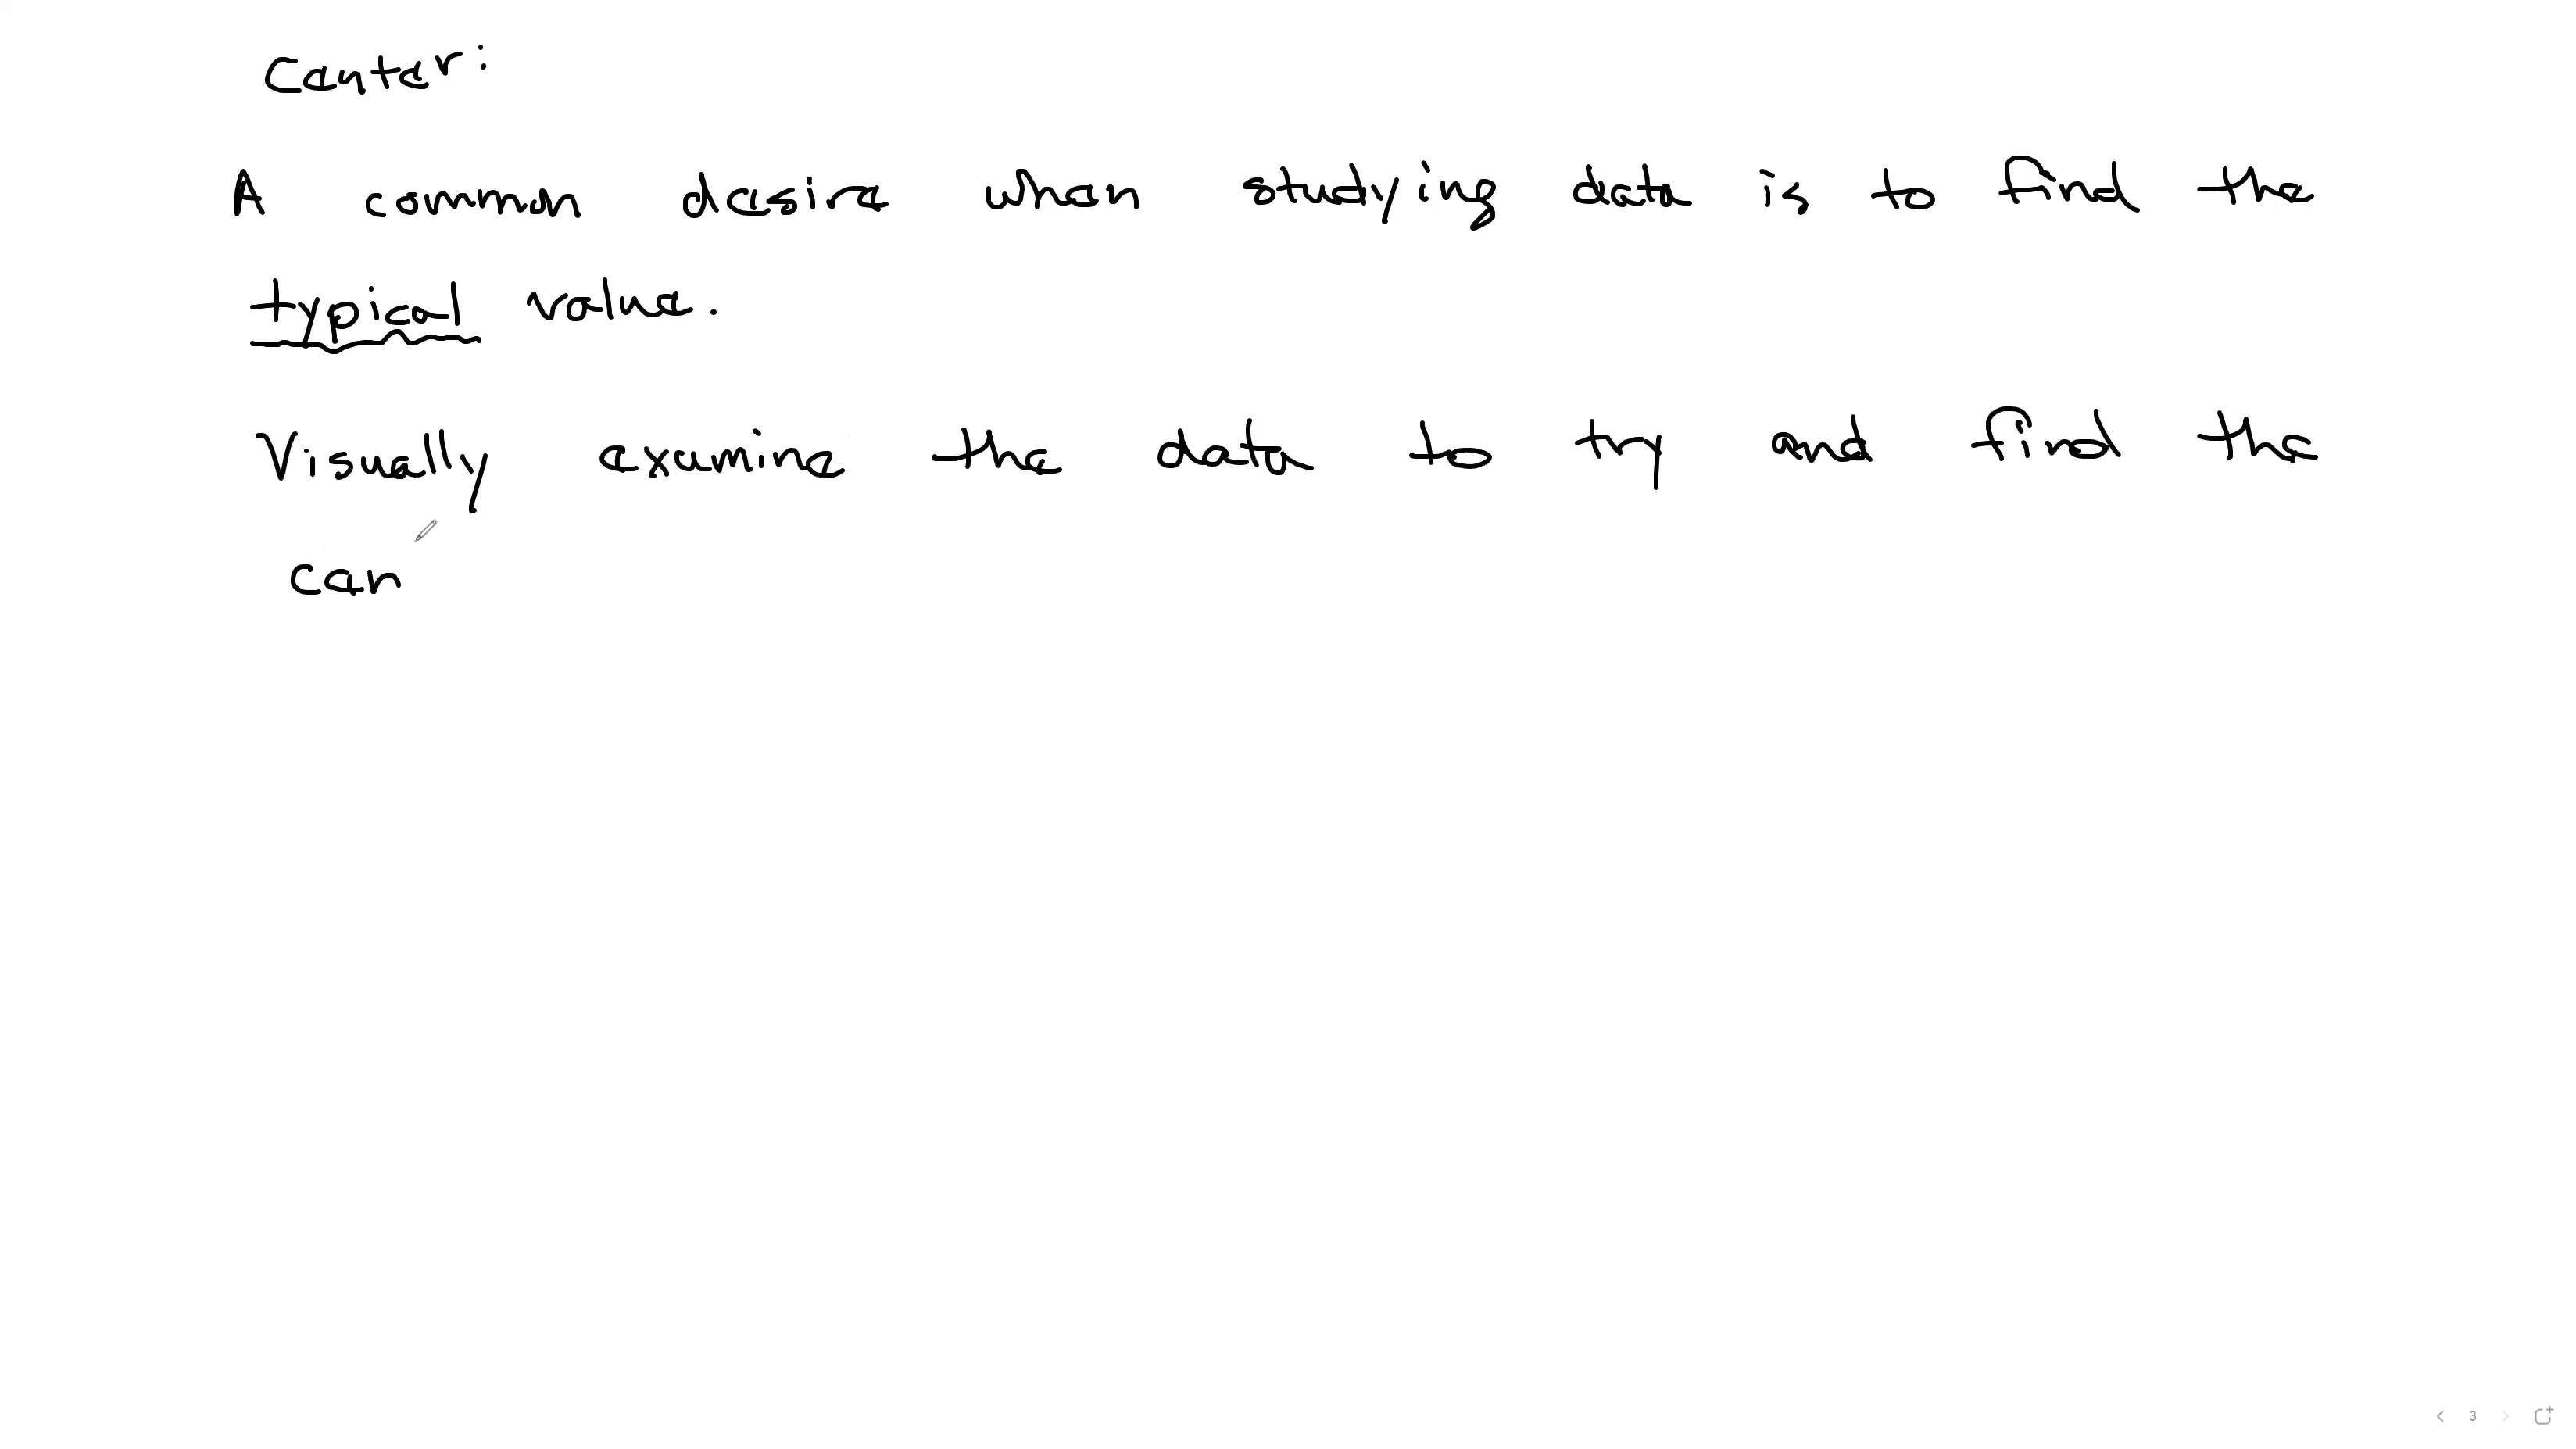 Center:
A common desire when studying data is to find the
typical value.
Visually examine the data to try and find the
cen
3